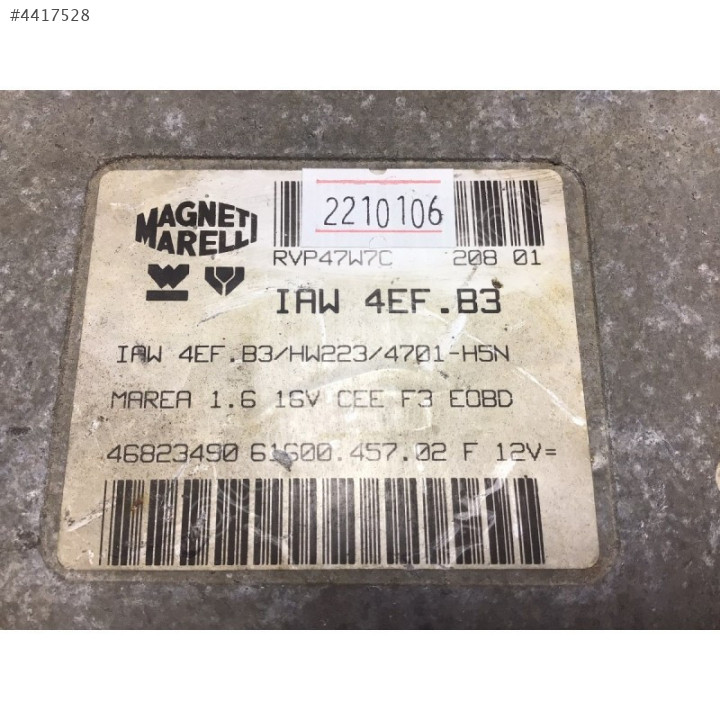 #4417528
2210106
MAGNETI
MARELLI
RVP47W7C 208 01
IAW 4EF.B3
IAW 4EF.B3/HW223/4701-H5N
MAREA 1.6 16V CEE F3 EOBD
46823490 61600.457.02 F 12V=